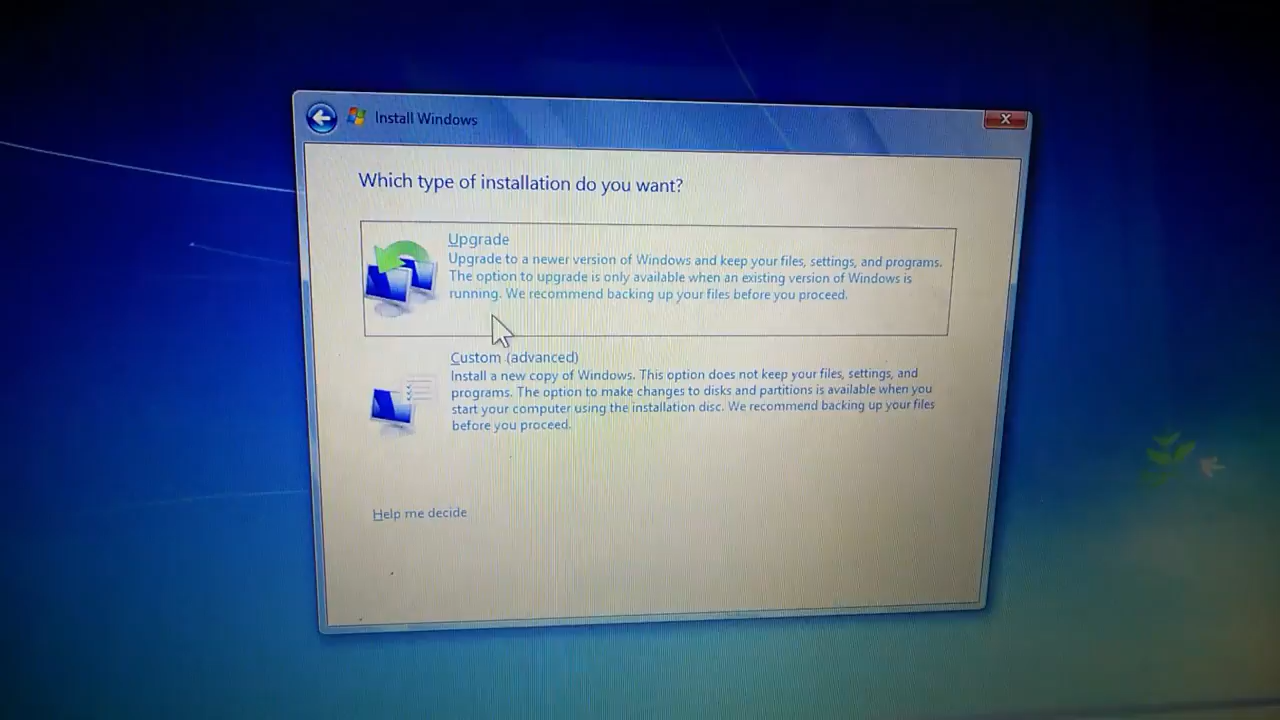 Install Windows
Which type of installation do you want?
Upgrade
Upgrade to a newer version of Windows and keep your files, settings, and programs.
The option to upgrade is only available when an existing version of Windows is
running. We recommend backing up your files before you proceed.
Custom (advanced)
Install a new copy of Windows. This option does not keep your files, settings, and
programs. The option to make changes to disks and partitions is available when you
start your computer using the installation disc. We recommend backing up your files
before you proceed.
Help me decide